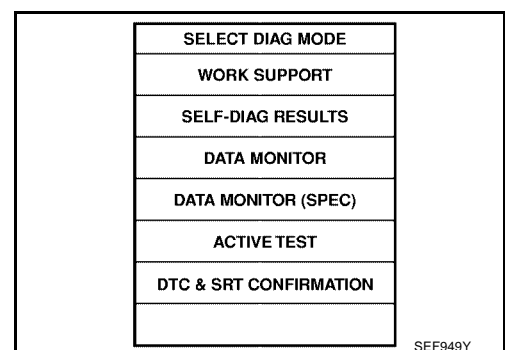 SELECT DIAG MODE
WORK SUPPORT
SELF-DIAG RESULTS
DATA MONITOR
DATA MONITOR (SPEC)
ACTIVE TEST
DTC & SRT CONFIRMATION
SEF949Y